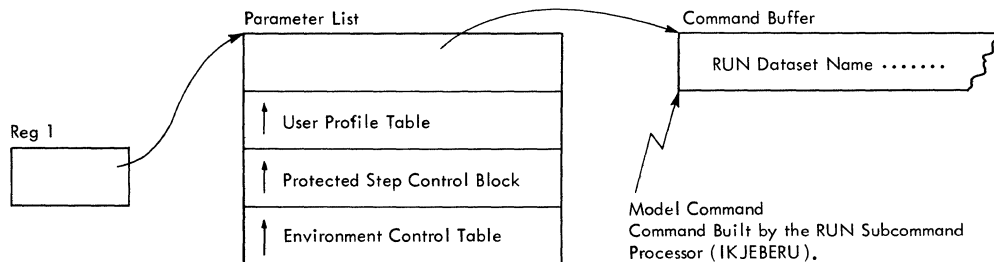 Parameter List
Command Buffer
RUN Dataset Name .......
User Profile Table
Reg 1
Protected Step Control Block
Model Command
Command Built by the RUN Subcommand
Processor (IKJEBERU).
Environment Control Table